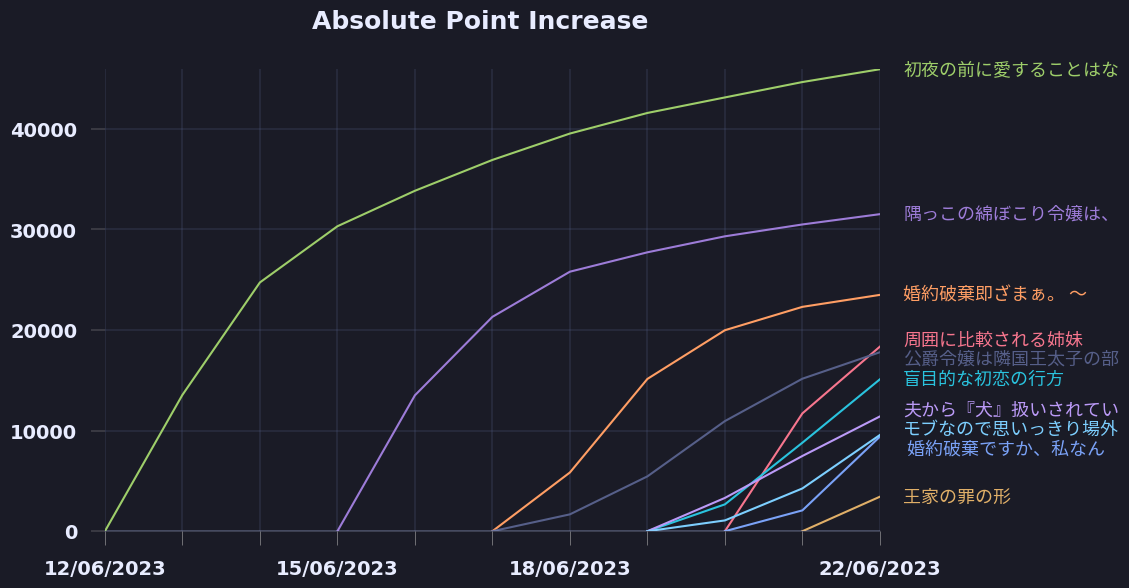 Absolute Point Increase
初夜の前に愛することはな
40000
隅っこの綿ぼこり令嬢は、
30000
婚約破棄即ざまぁ。 〜
20000
周囲に比較される姉妹
公爵令嬢は隣国王太子の部
盲目的な初恋の行方
夫から『犬』扱いされてい
10000
モブなので思いっきり場外
婚約破棄ですか、私なん
王家の罪の形
0
12/06/2023
15/06/2023
18/06/2023
22/06/2023